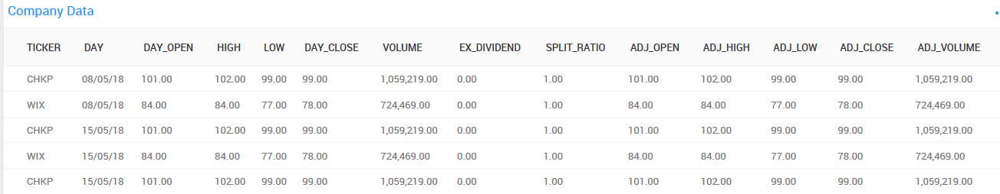 Company Data
TICKER DAY DAY_OPEN HIGH LOW DAY_CLOSE VOLUME EX_DIVIDEND SPLIT_RATIO ADJ_OPEN ADJ_HIGH ADJ_LOW ADJ_CLOSE ADJ_VOLUME
CHKP 08/05/18 101.00 102.00 99.00 99.00 1,059,219.00 0.00 1.00 101.00 102.00 99.00 99.00 1,059,219.00
WIX 08/05/18 84.00 84.00 77.00 78.00 724,469.00 0.00 1.00 84.00 84.00 77.00 78.00 724,469.00
CHKP 15/05/18 101.00 102.00 99.00 99.00 1,059,219.00 0.00 1.00 101.00 102.00 99.00 99.00 1,059,219.00
WIX 15/05/18 84.00 84.00 77.00 78.00 724,469.00 0.00 1.00 84.00 84.00 77.00 78.00 724,469.00
CHKP 15/05/18 101.00 102.00 99.00 99.00 1,059,219.00 0.00 1.00 101.00 102.00 99.00 99.00 1,059,219.00